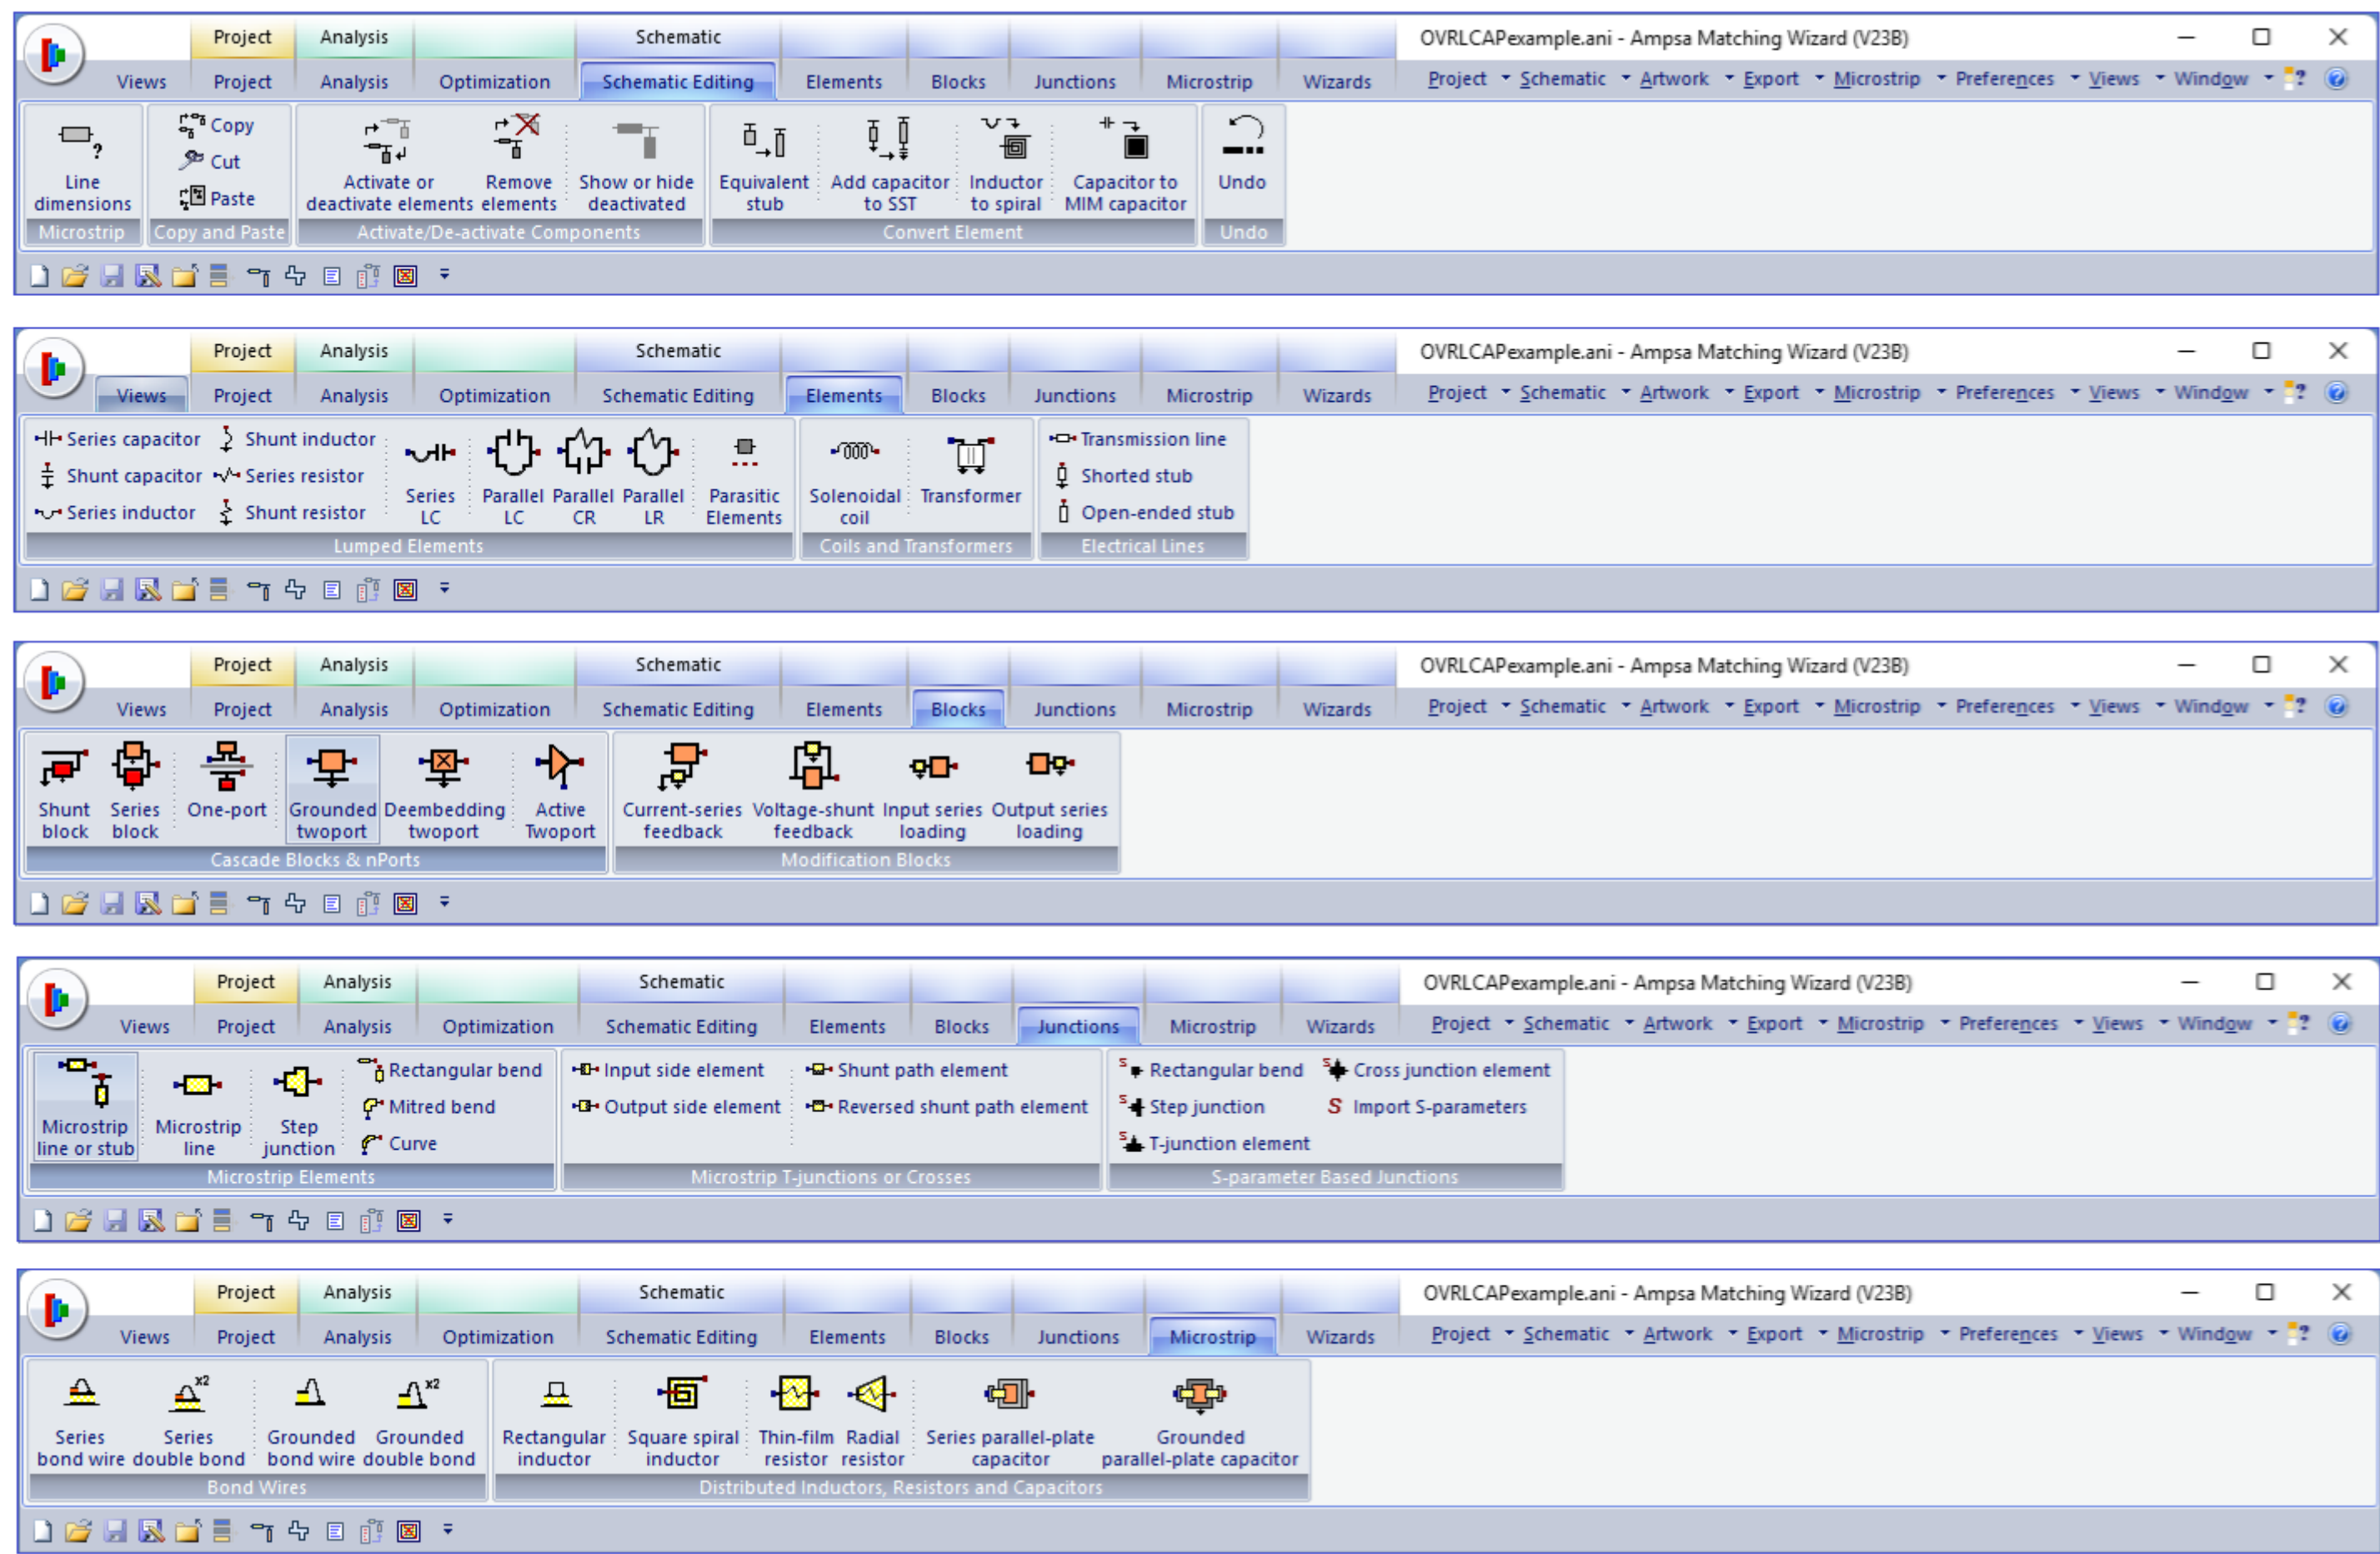 Project Analysis Schematic OVRLCAPexample.ani - Ampsa Matching Wizard (V23B)
Views Project Analysis Optimization Schematic Editing Elements Blocks Junctions Microstrip Wizards Project Schematic Artwork Export Microstrip Preferences Views Window ?
Copy
Cut
Paste
Line dimensions
Activate or deactivate elements
Remove elements
Show or hide deactivated
Equivalent stub
Add capacitor to SST
Inductor to spiral
Capacitor to MIM capacitor
Undo
Microstrip Copy and Paste Activate/De-activate Components Convert Element Undo
Project Analysis Schematic OVRLCAPexample.ani - Ampsa Matching Wizard (V23B)
Views Project Analysis Optimization Schematic Editing Elements Blocks Junctions Microstrip Wizards Project Schematic Artwork Export Microstrip Preferences Views Window ?
Series capacitor Shunt inductor
Shunt capacitor Series resistor
Series inductor Shunt resistor
Series LC
Parallel LC
Parallel CR
Parallel LR
Parasitic Elements
Solenoidal coil
Transformer
Transmission line
Shorted stub
Open-ended stub
Lumped Elements Coils and Transformers Electrical Lines
Project Analysis Schematic OVRLCAPexample.ani - Ampsa Matching Wizard (V23B)
Views Project Analysis Optimization Schematic Editing Elements Blocks Junctions Microstrip Wizards Project Schematic Artwork Export Microstrip Preferences Views Window ?
Shunt block
Series block
One-port
Grounded twoport
Deembedding twoport
Active Twoport
Current-series feedback
Voltage-shunt feedback
Input series loading
Output series loading
Cascade Blocks & nPorts Modification Blocks
Project Analysis Schematic OVRLCAPexample.ani - Ampsa Matching Wizard (V23B)
Views Project Analysis Optimization Schematic Editing Elements Blocks Junctions Microstrip Wizards Project Schematic Artwork Export Microstrip Preferences Views Window ?
Microstrip line or stub
Microstrip line
Step junction
Rectangular bend
Mitred bend
Curve
Input side element Shunt path element
Output side element Reversed shunt path element
S Rectangular bend S Cross junction element
S Step junction S Import S-parameters
S T-junction element
Microstrip Elements Microstrip T-junctions or Crosses S-parameter Based Junctions
Project Analysis Schematic OVRLCAPexample.ani - Ampsa Matching Wizard (V23B)
Views Project Analysis Optimization Schematic Editing Elements Blocks Junctions Microstrip Wizards Project Schematic Artwork Export Microstrip Preferences Views Window ?
Series bond wire
x2
Series double bond
Grounded bond wire
x2
Grounded double bond
Rectangular inductor
Square spiral inductor
Thin-film resistor
Radial resistor
Series parallel-plate capacitor
Grounded parallel-plate capacitor
Bond Wires Distributed Inductors, Resistors and Capacitors